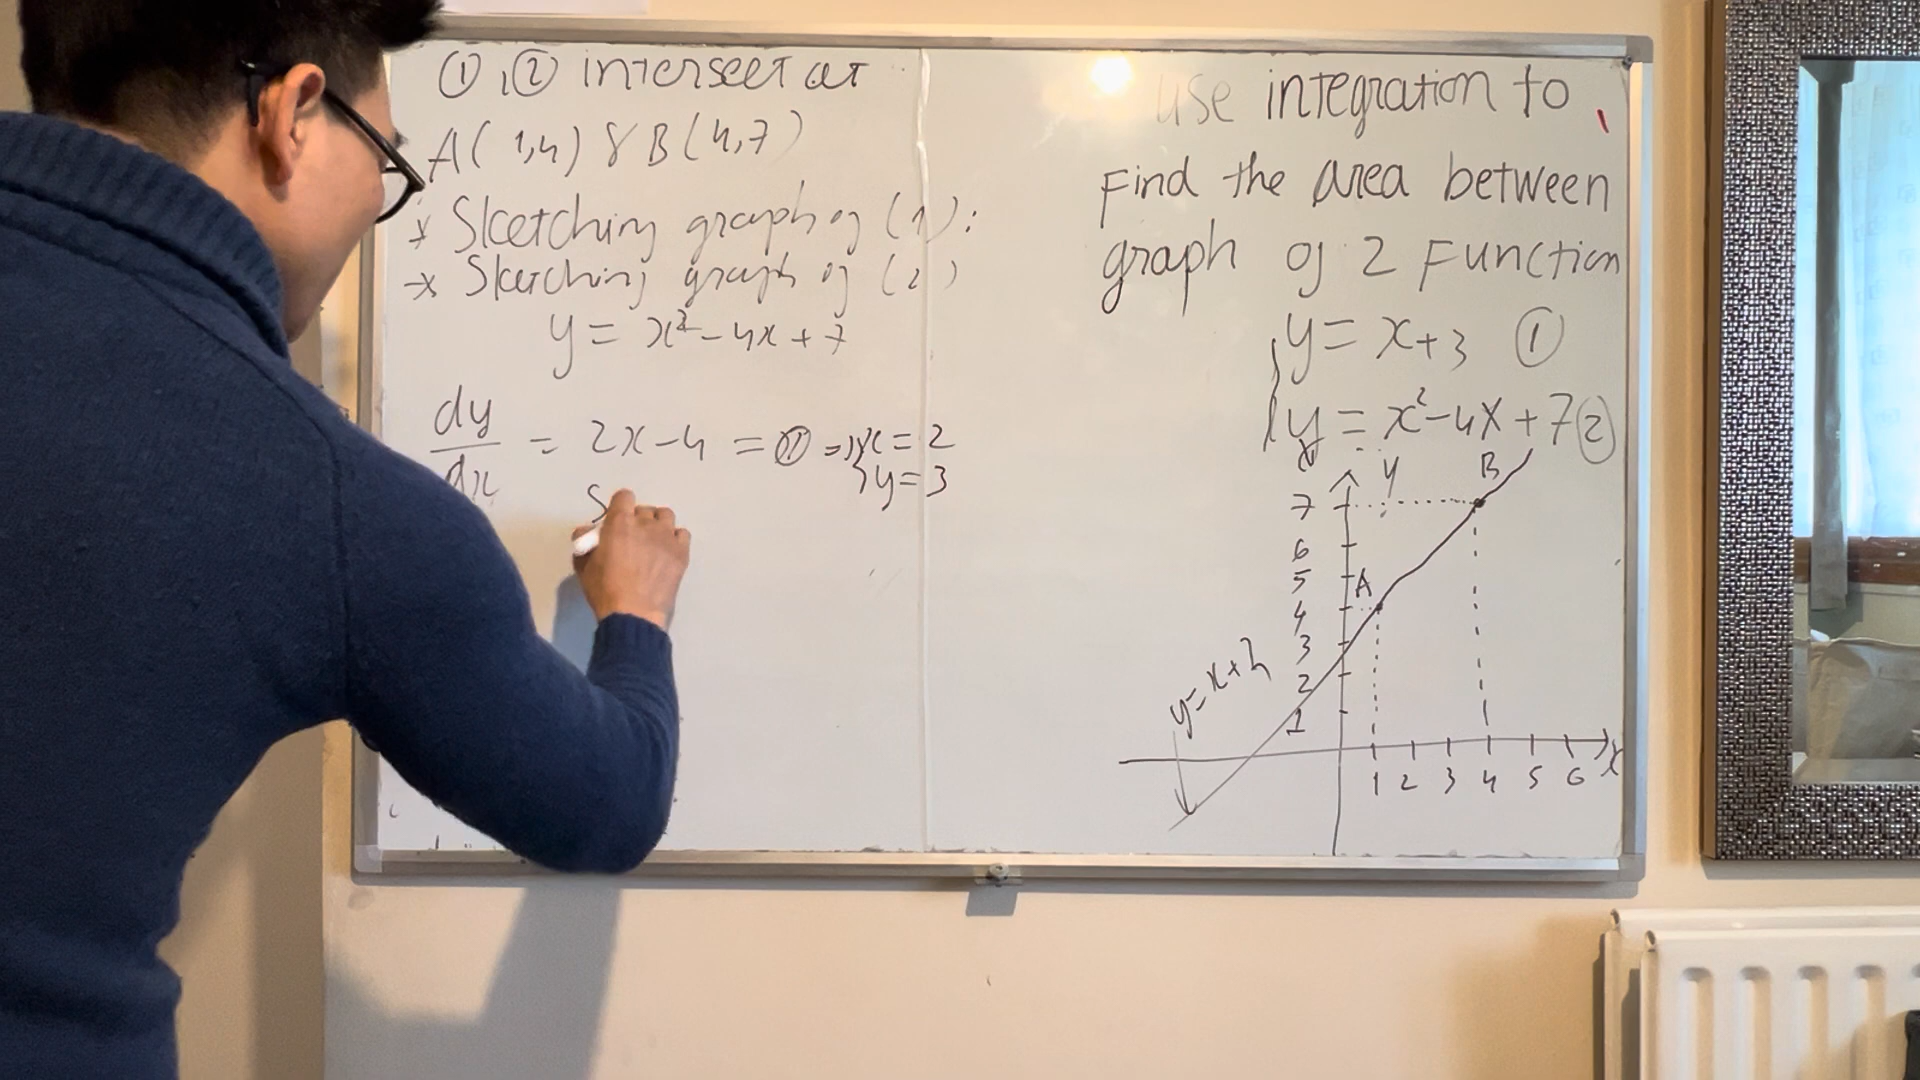 ①, ② intersect at
A(1,4) & B(4,7)
* Sketching graph of (1):
* Sketching graph of (2)
y = x² - 4x + 7
dy/dx = 2x - 4 = 0 => { x = 2
y = 3
S
Use integration to
Find the area between
graph of 2 Function
y = x+3 ①
y = x² - 4x + 7 ②
y
B
7
6
5
A
4
3
y = x+3
2
1
x
1 2 3 4 5 6